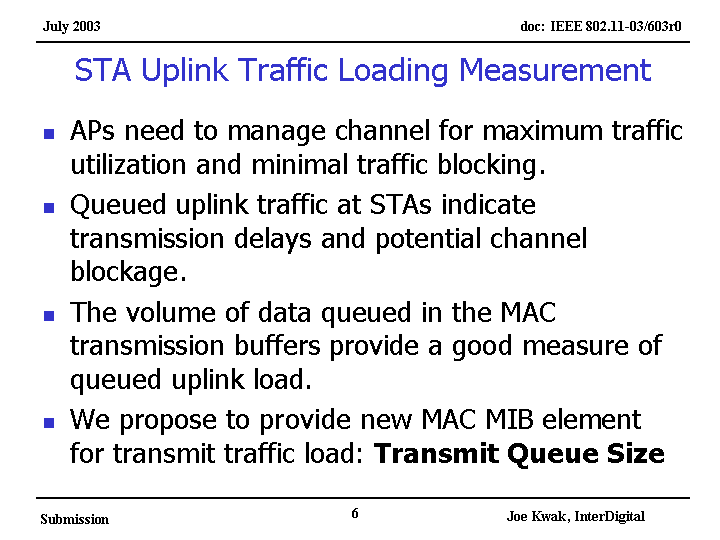 July 2003
doc: IEEE 802.11-03/603r0
STA Uplink Traffic Loading Measurement
APs need to manage channel for maximum traffic
utilization and minimal traffic blocking.
Queued uplink traffic at STAs indicate
transmission delays and potential channel
blockage.
The volume of data queued in the MAC
transmission buffers provide a good measure of
queued uplink load.
We propose to provide new MAC MIB element
for transmit traffic load: Transmit Queue Size
Submission
6
Joe Kwak, InterDigital